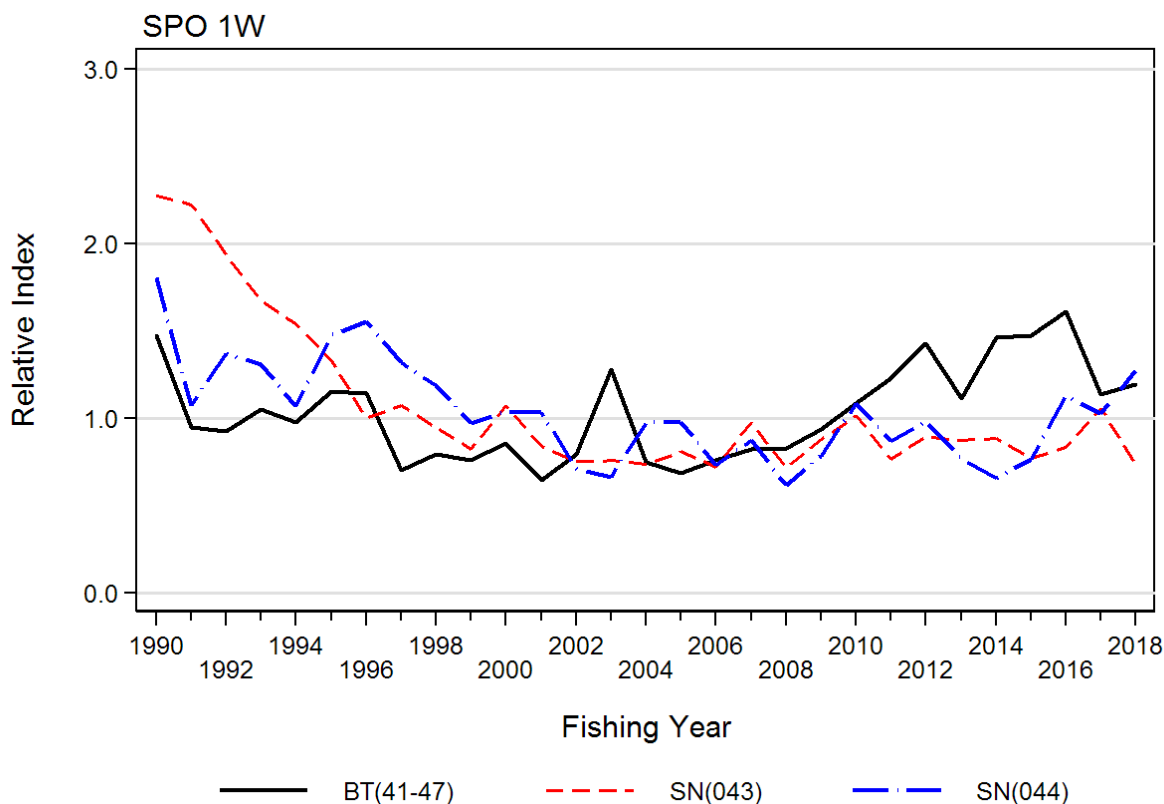 SPO 1W
3.0
2.0
1.0
0.0
Relative Index
1990 1994 1996 1998 2000 2002 2004 2006 2008 2010 2012 2014 2016 2018
Fishing Year
BT(41-47) SN(043) SN(044)